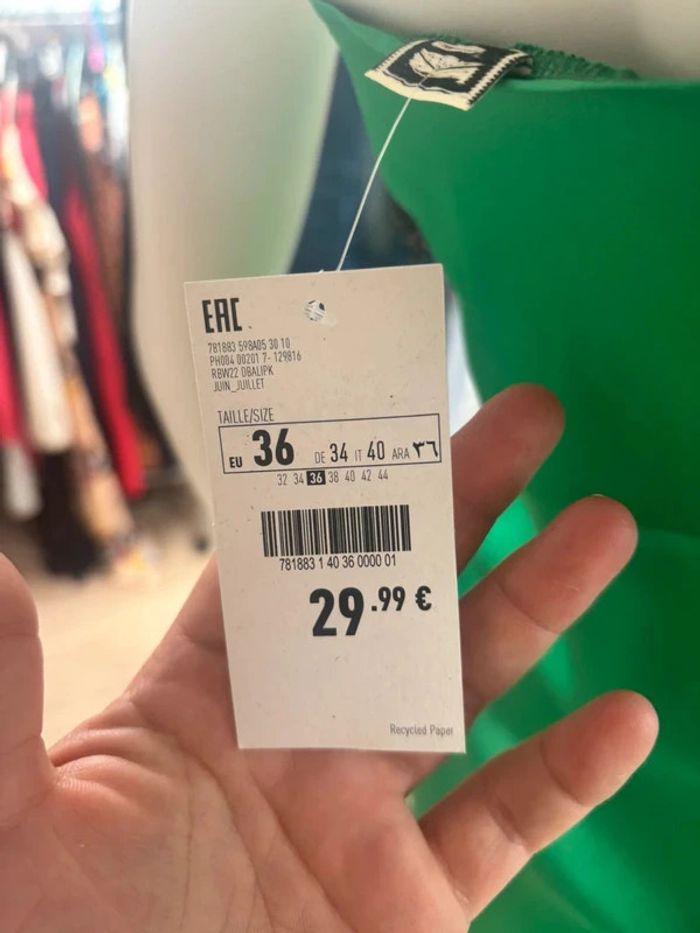 EAC
781883 598A05 30 10
PH084 00201 7- 129816
RBW22 DBALIPK
JUIN_JUILLET
TAILLE/SIZE
EU 36 DE 34 IT 40 ARA ٣٦
32 34 36 38 40 42 44
781883 1 40 36 0000 01
29.99 €
Recycled Paper